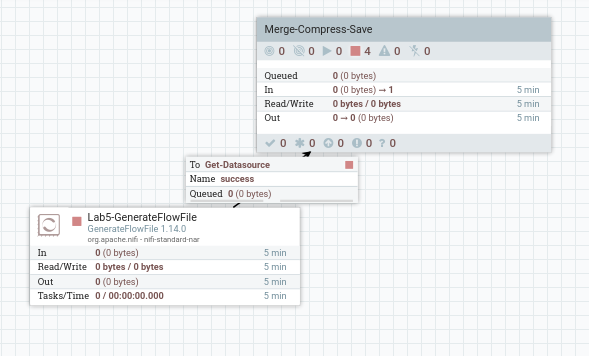 Merge-Compress-Save
0 0 0 4 0 0
Queued 0 (0 bytes)
In 0 (0 bytes) → 1 5 min
Read/Write 0 bytes / 0 bytes 5 min
Out 0 → 0 (0 bytes) 5 min
0 0 0 0 ? 0
To Get-Datasource
Name success
Queued 0 (0 bytes)
Lab5-GenerateFlowFile
GenerateFlowFile 1.14.0
org.apache.nifi - nifi-standard-nar
In 0 (0 bytes) 5 min
Read/Write 0 bytes / 0 bytes 5 min
Out 0 (0 bytes) 5 min
Tasks/Time 0 / 00:00:00.000 5 min